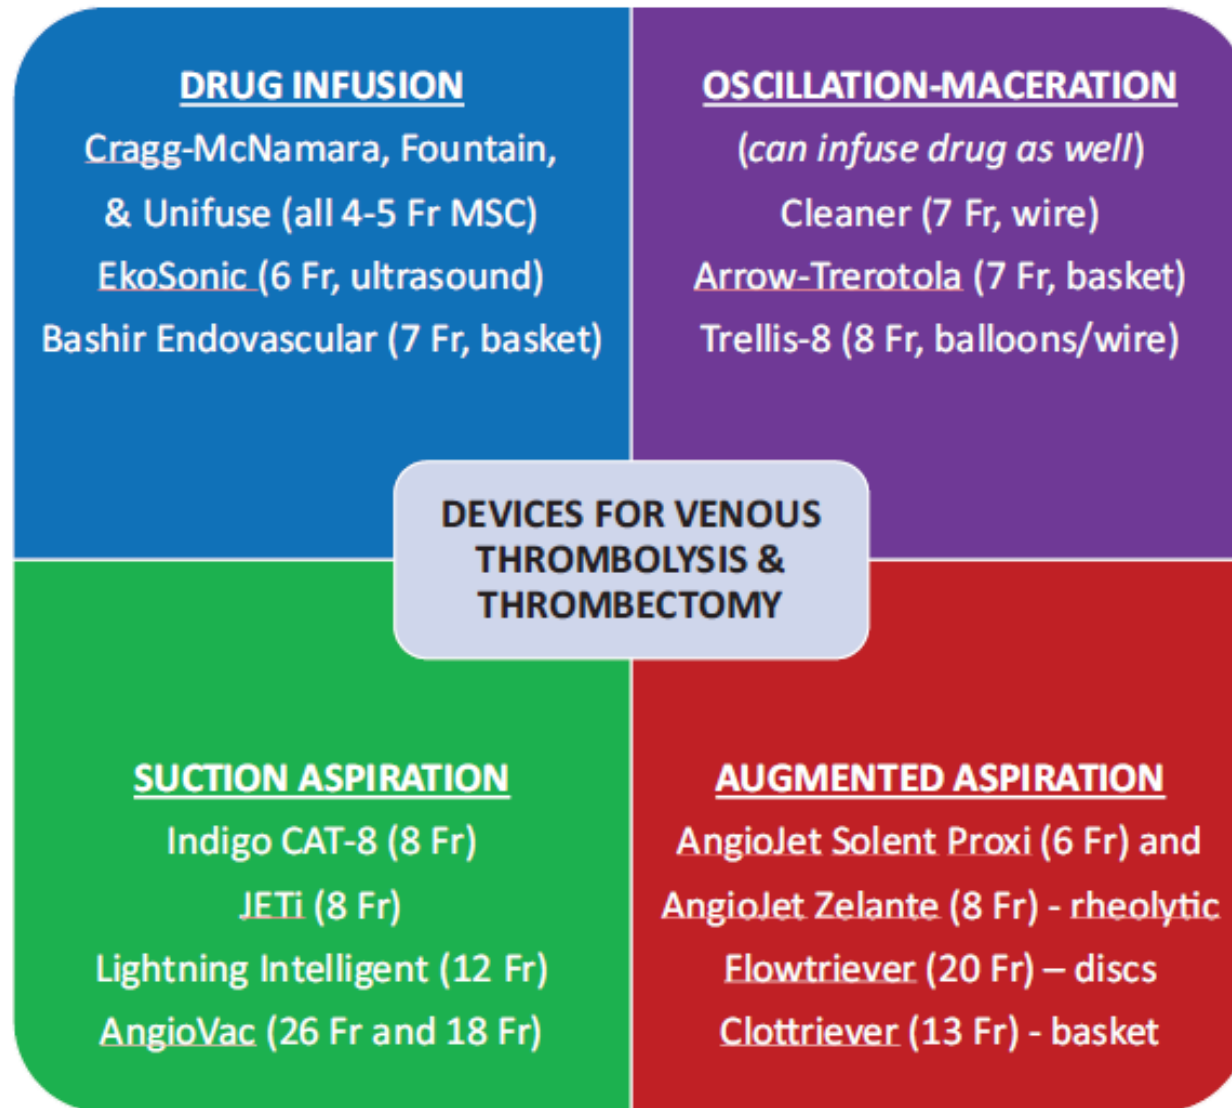 DRUG INFUSION
Cragg-McNamara, Fountain,
& Unifuse (all 4-5 Fr MSC)
EkoSonic (6 Fr, ultrasound)
Bashir Endovascular (7 Fr, basket)
OSCILLATION-MACERATION
(can infuse drug as well)
Cleaner (7 Fr, wire)
Arrow-Trerotola (7 Fr, basket)
Trellis-8 (8 Fr, balloons/wire)
DEVICES FOR VENOUS
THROMBOLYSIS &
THROMBECTOMY
SUCTION ASPIRATION
Indigo CAT-8 (8 Fr)
JETi (8 Fr)
Lightning Intelligent (12 Fr)
AngioVac (26 Fr and 18 Fr)
AUGMENTED ASPIRATION
AngioJet Solent Proxi (6 Fr) and
AngioJet Zelante (8 Fr) - rheolytic
Flowtriever (20 Fr) – discs
Clottriever (13 Fr) - basket